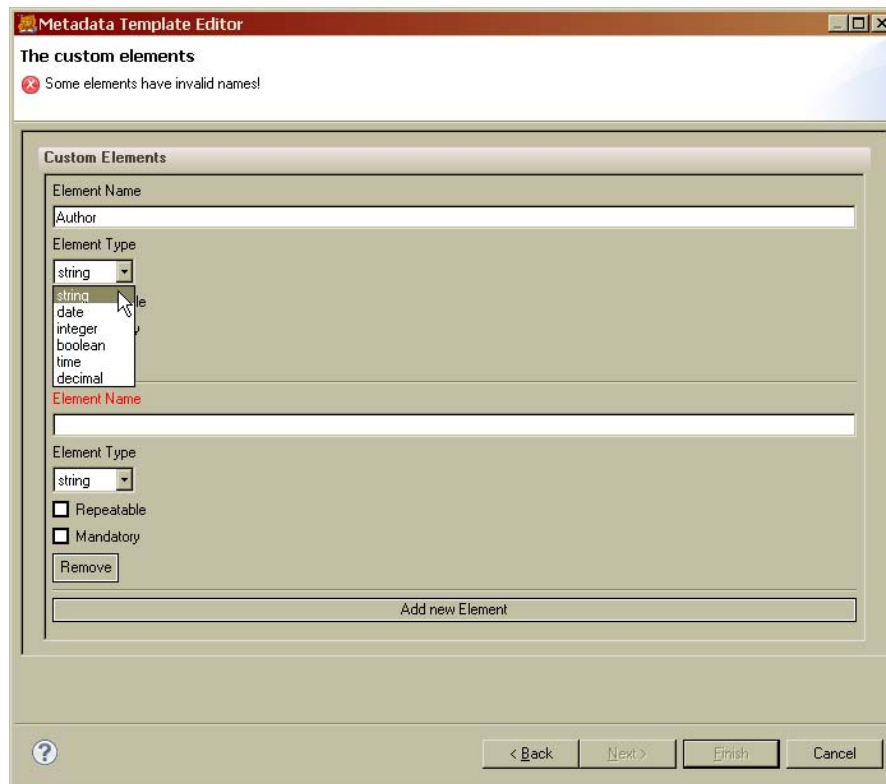 Metadata Template Editor
The custom elements
Some elements have invalid names!
Custom Elements
Element Name
Author
Element Type
string
string
date
integer
boolean
time
decimal
le
y
Element Name
Element Type
string
Repeatable
Mandatory
Remove
Add new Element
?
< Back
Next >
Finish
Cancel